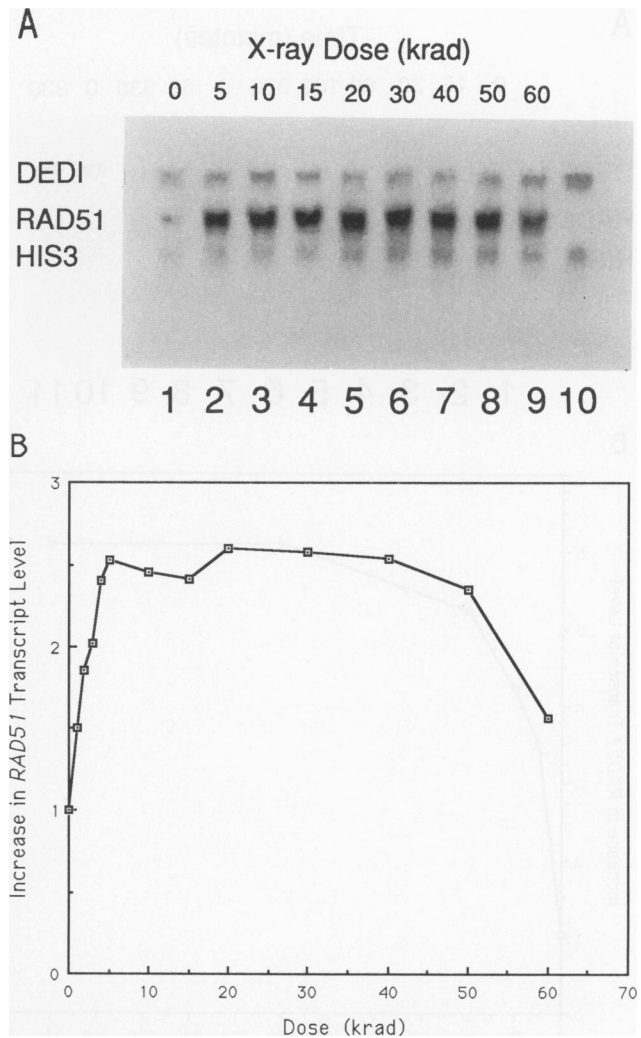 A
X-ray Dose (krad)
0 5 10 15 20 30 40 50 60
DEDI
RAD51
HIS3
1 2 3 4 5 6 7 8 9 10
B
3
2
1
0
Increase in RAD51 Transcript Level
0 10 20 30 40 50 60 70
Dose (krad)